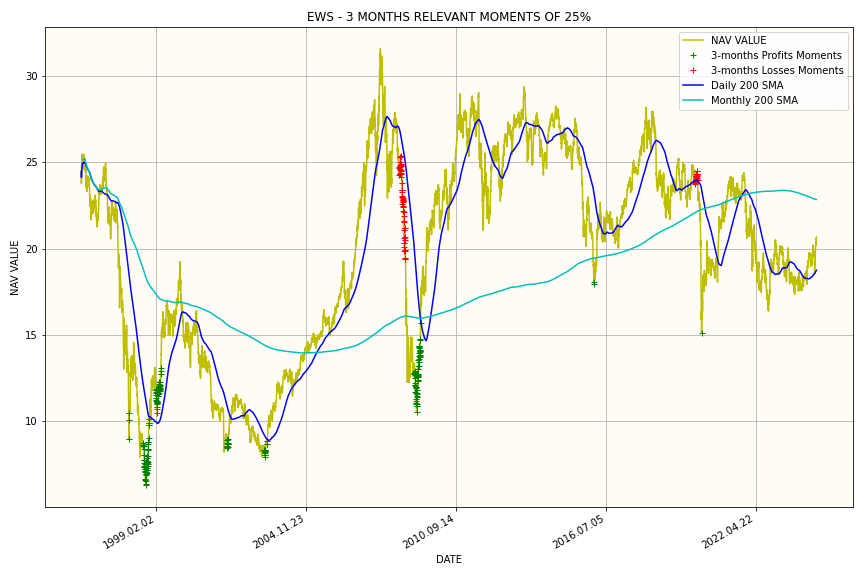 EWS - 3 MONTHS RELEVANT MOMENTS OF 25%
NAV VALUE
3-months Profits Moments
3-months Losses Moments
Daily 200 SMA
Monthly 200 SMA
30
25
20
15
10
NAV VALUE
1999.02.02
2004.11.23
2010.09.14
2016.07.05
2022.04.22
DATE